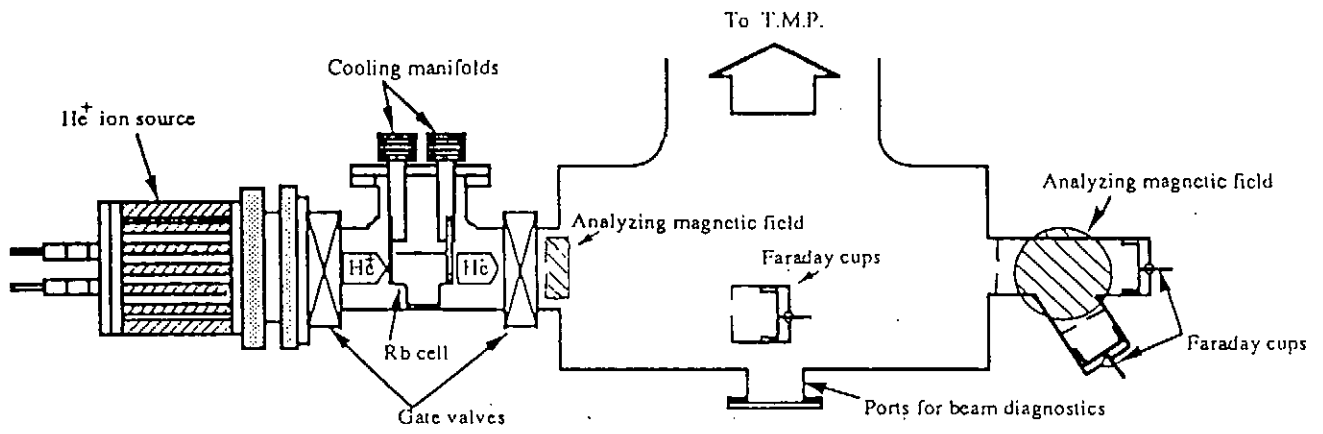 To T.M.P.
Cooling manifolds
He⁺ ion source
Analyzing magnetic field
Analyzing magnetic field
Faraday cups
He⁺
He⁻
Rb cell
Faraday cups
Gate valves
Ports for beam diagnostics